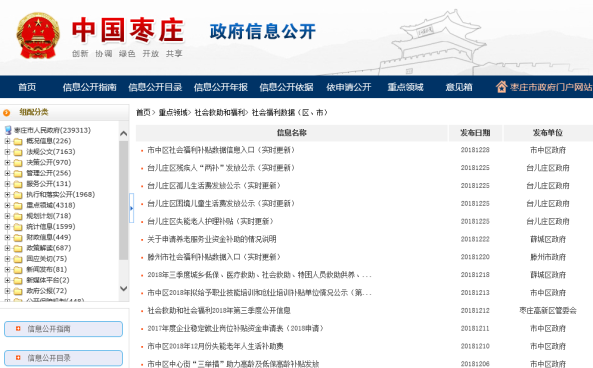 中国枣庄 政府信息公开
创新 协调 绿色 开放 共享
首页 信息公开指南 信息公开目录 信息公开年报 信息公开依据 依申请公开 重点领域 意见箱 枣庄市政府门户网站
组配分类
枣庄市人民政府(239313)
概况信息(226)
法规公文(7163)
决策公开(970)
管理公开(256)
服务公开(131)
执行和落实公开(1968)
重点领域(4318)
规划计划(718)
统计信息(1599)
财政信息(449)
政策解读(687)
回应关切(75)
新闻发布(81)
新媒体平台(2)
政府公报(72)
信息公开指南
信息公开目录
首页> 重点领域> 社会救助和福利> 社会福利数据（区、市）
信息名称 发布日期 发布单位
市中区社会福利补贴数据信息入口（实时更新） 20181228 市中区政府
台儿庄区残疾人“两补”发放公示（实时更新） 20181225 台儿庄区政府
台儿庄区孤儿生活费发放公示（实时更新） 20181225 台儿庄区政府
台儿庄区困境儿童生活费发放公示（实时更新） 20181225 台儿庄区政府
台儿庄区失能老人护理补贴（实时更新） 20181225 台儿庄区政府
关于申请养老服务业资金补助的情况说明 20181222 薛城区政府
滕州市社会福利补贴数据入口（实时更新） 20181220 滕州市政府
2018年三季度城乡低保、医疗救助、社会救助、特困人员救助供养、... 20181218 薛城区政府
市中区2018年拟给予职业技能培训和创业培训补贴单位情况公示（第... 20181213 市中区政府
社会救助和社会福利2018年第三季度公开信息 20181212 枣庄高新区管委会
2017年度企业稳定就业岗位补贴资金申请表（2018申请） 20181211 市中区政府
市中区2018年12月份失能老年人生活补助费 20181210 市中区政府
市中区中心街“三举措”助力高龄及低保高龄补贴发放 20181206 市中区政府